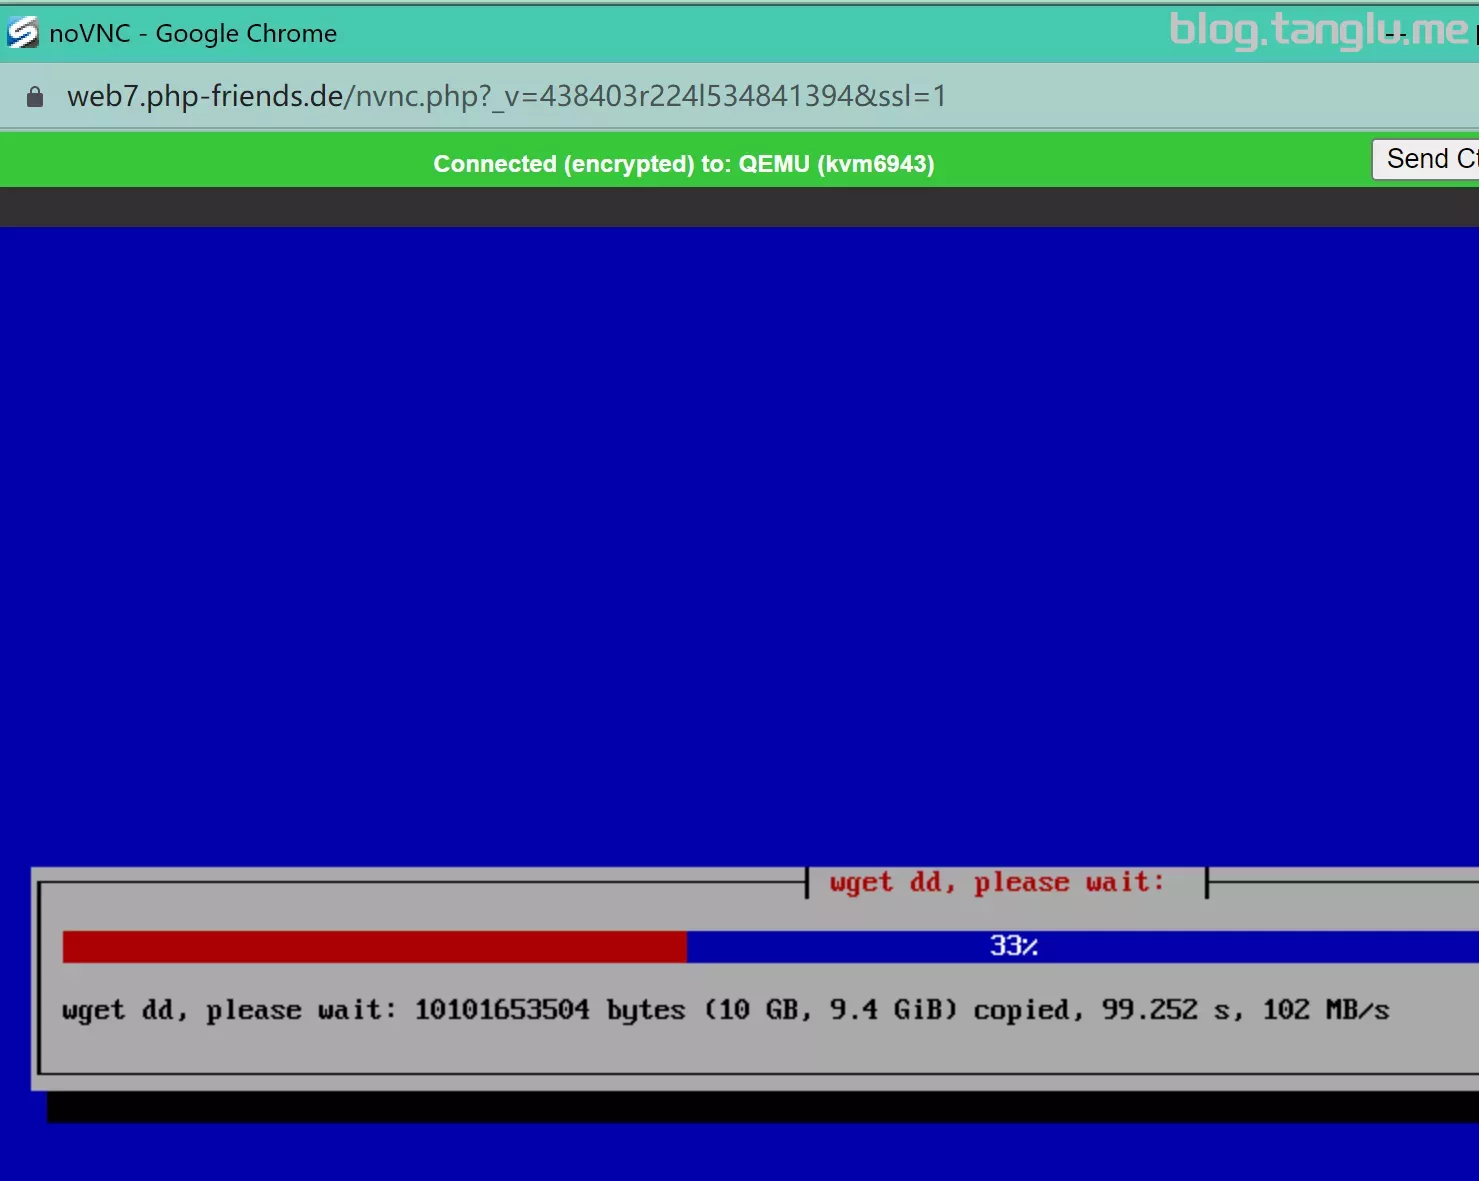 noVNC - Google Chrome
blog.tanglu.me
web7.php-friends.de/nvnc.php?_v=438403r224l534841394&ssl=1
Connected (encrypted) to: QEMU (kvm6943)
Send Ct
wget dd, please wait:
33%
wget dd, please wait: 10101653504 bytes (10 GB, 9.4 GiB) copied, 99.252 s, 102 MB/s